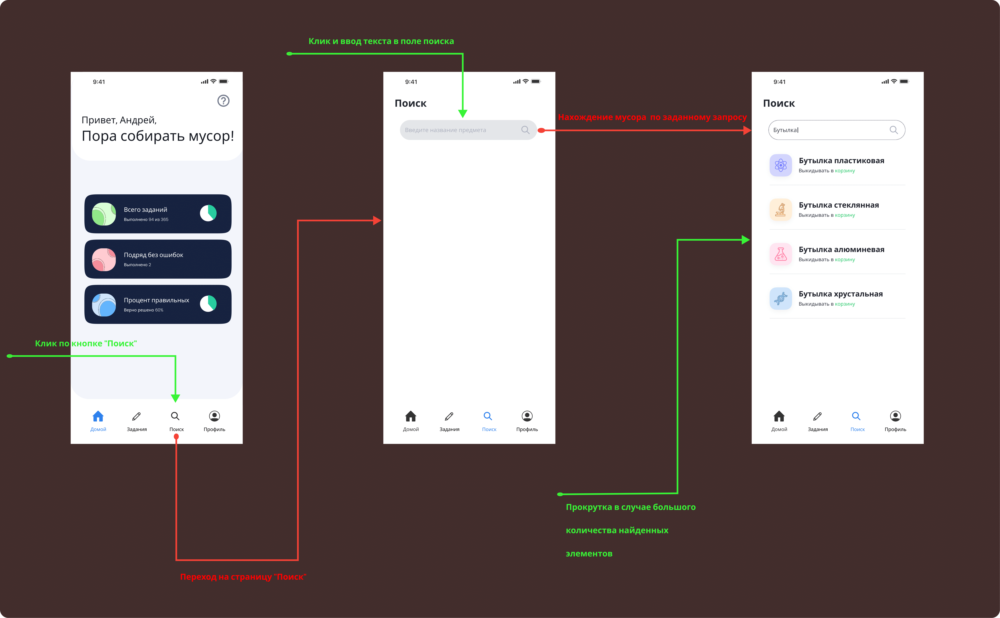 Клик и ввод текста в поле поиска
9:41
Привет, Андрей,
Пора собирать мусор!
Всего заданий
Выполнено 94 из 365
Подряд без ошибок
Выполнено 2
Процент правильных
Верно решено 60%
Клик по кнопке "Поиск"
Домой
Задания
Поиск
Профиль
Переход на страницу "Поиск"
9:41
Поиск
Введите название предмета
Домой
Задания
Поиск
Профиль
Нахождение мусора по заданному запросу
Прокрутка в случае большого
количества найденных
элементов
9:41
Поиск
Бутылка
Бутылка пластиковая
Выкидывать в корзину
Бутылка стеклянная
Выкидывать в корзину
Бутылка алюминевая
Выкидывать в корзину
Бутылка хрустальная
Выкидывать в корзину
Домой
Задания
Поиск
Профиль